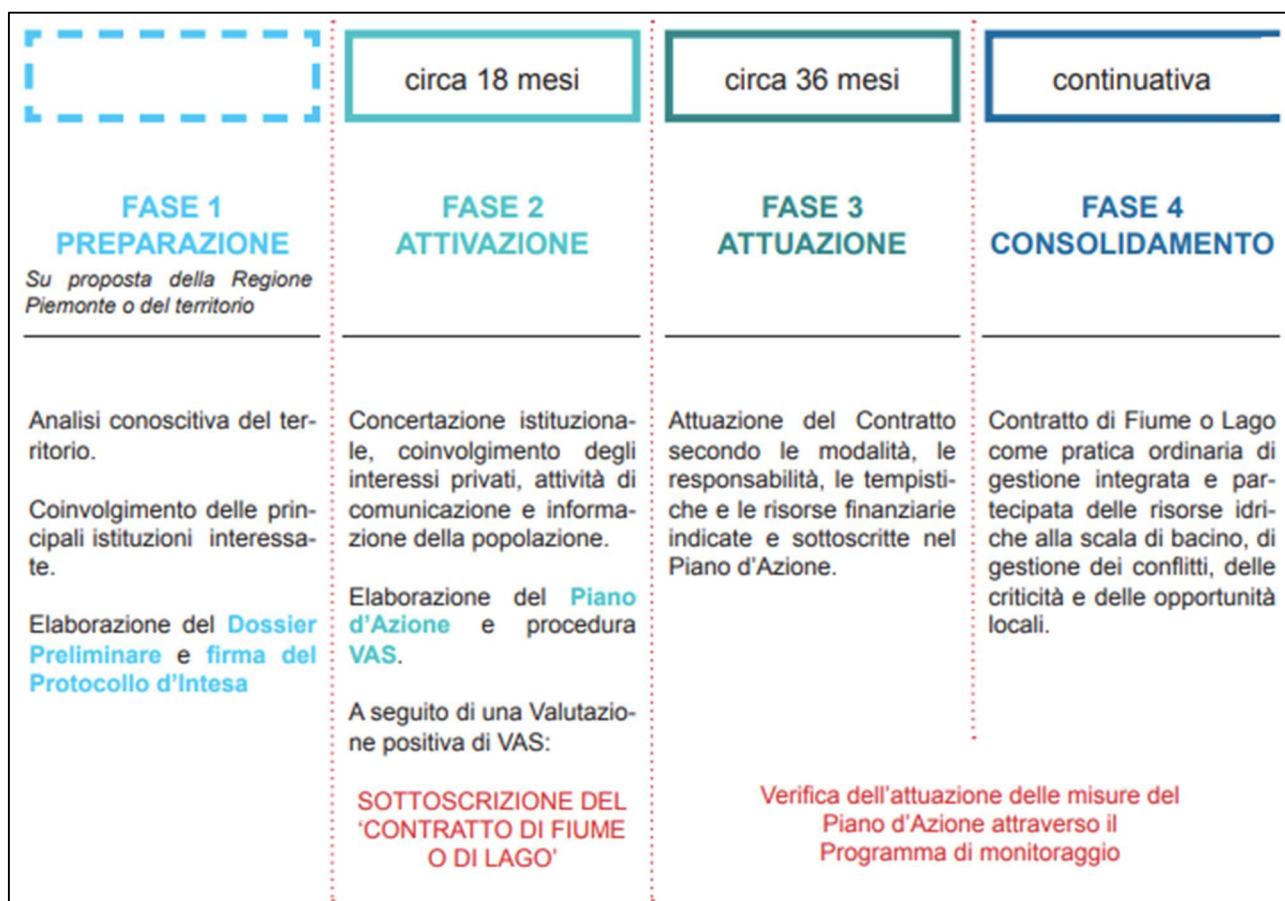 circa 18 mesi
circa 36 mesi
continuativa
FASE 1
PREPARAZIONE
Su proposta della Regione
Piemonte o del territorio
FASE 2
ATTIVAZIONE
FASE 3
ATTUAZIONE
FASE 4
CONSOLIDAMENTO
Analisi conoscitiva del ter-
ritorio.
Coinvolgimento delle prin-
cipali istituzioni interessa-
te.
Elaborazione del Dossier
Preliminare e firma del
Protocollo d'Intesa
Concertazione istituziona-
le, coinvolgimento degli
interessi privati, attività di
comunicazione e informa-
zione della popolazione.
Elaborazione del Piano
d'Azione e procedura
VAS.
A seguito di una Valutazio-
ne positiva di VAS:
SOTTOSCRIZIONE DEL
'CONTRATTO DI FIUME
O DI LAGO'
Attuazione del Contratto
secondo le modalità, le
responsabilità, le tempisti-
che e le risorse finanziarie
indicate e sottoscritte nel
Piano d'Azione.
Contratto di Fiume o Lago
come pratica ordinaria di
gestione integrata e par-
tecipata delle risorse idri-
che alla scala di bacino, di
gestione dei conflitti, delle
criticità e delle opportunità
locali.
Verifica dell'attuazione delle misure del
Piano d'Azione attraverso il
Programma di monitoraggio